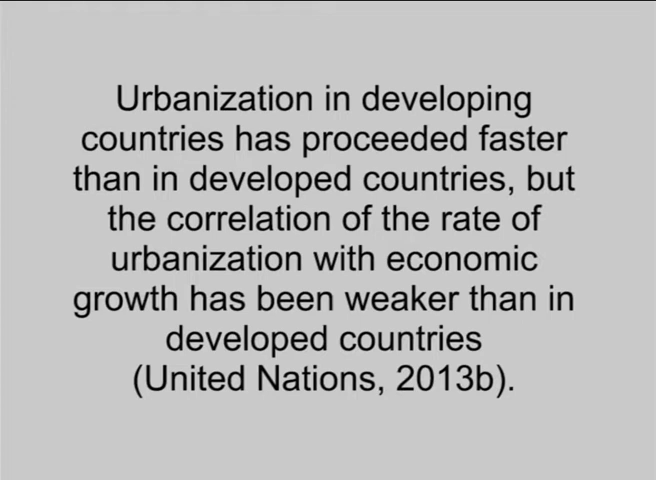 Urbanization in developing
countries has proceeded faster
than in developed countries, but
the correlation of the rate of
urbanization with economic
growth has been weaker than in
developed countries
(United Nations, 2013b).